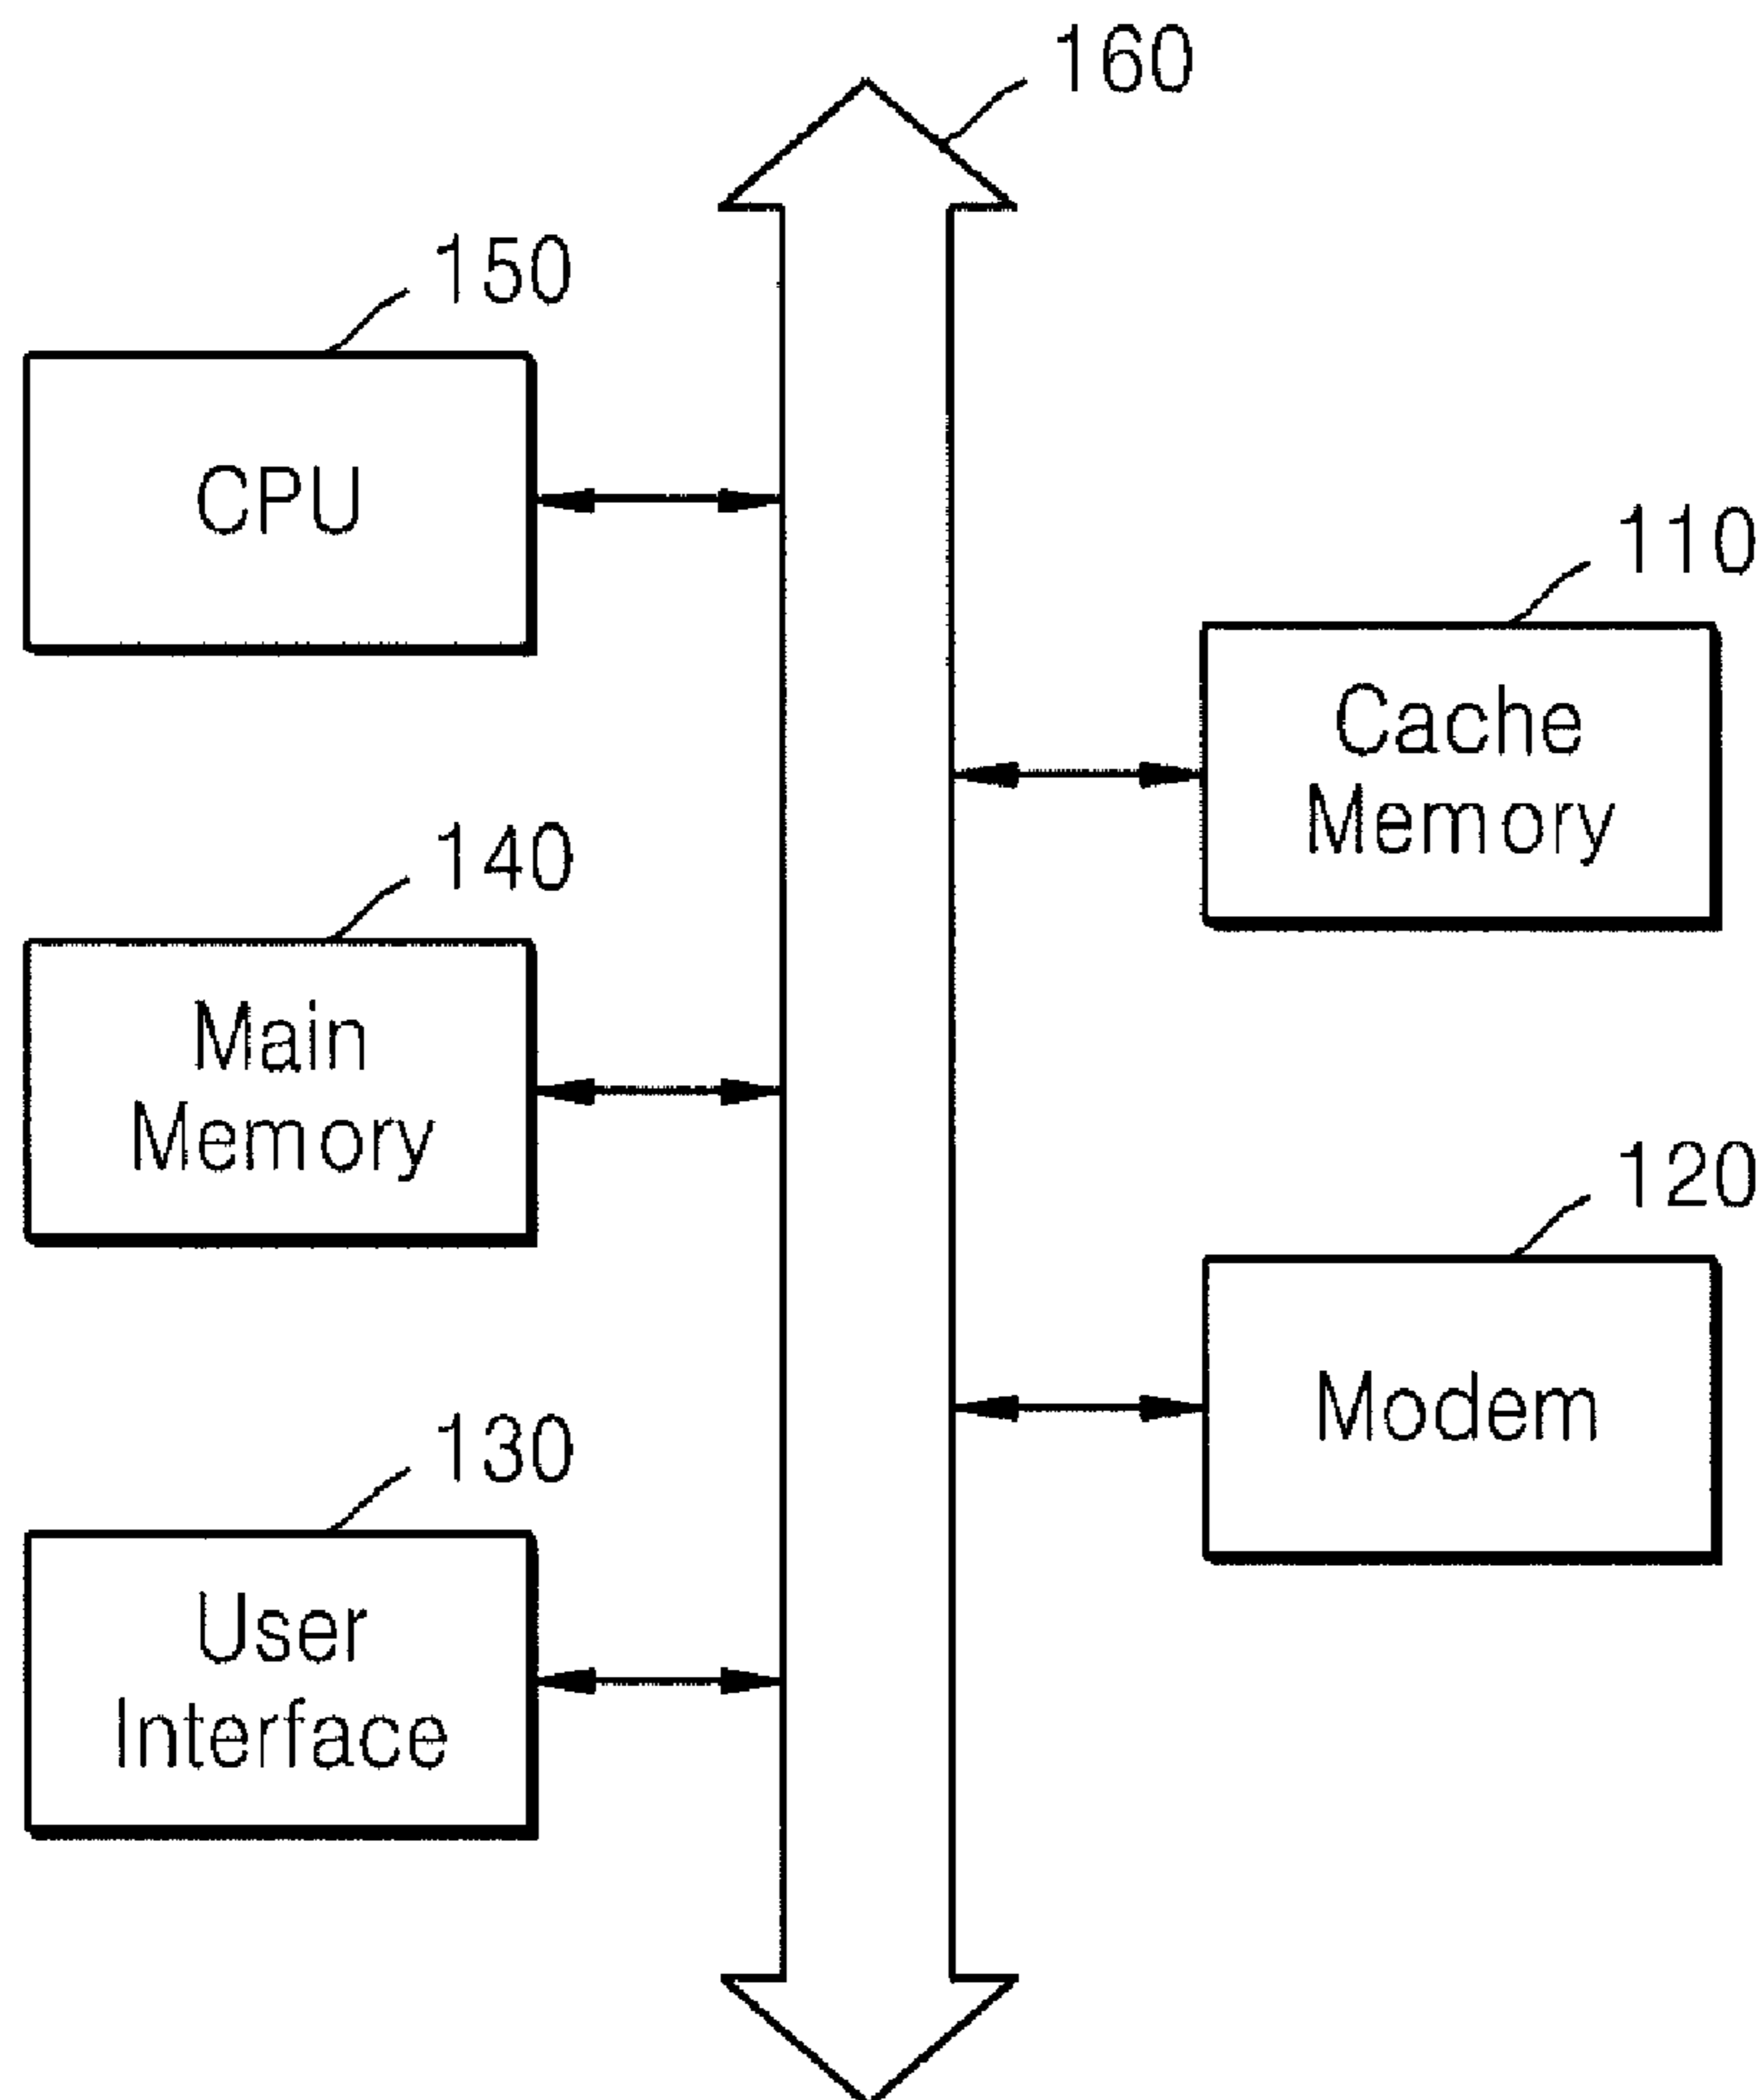 160
150
CPU
110
Cache
Memory
140
Main
Memory
120
Modem
130
User
Interface